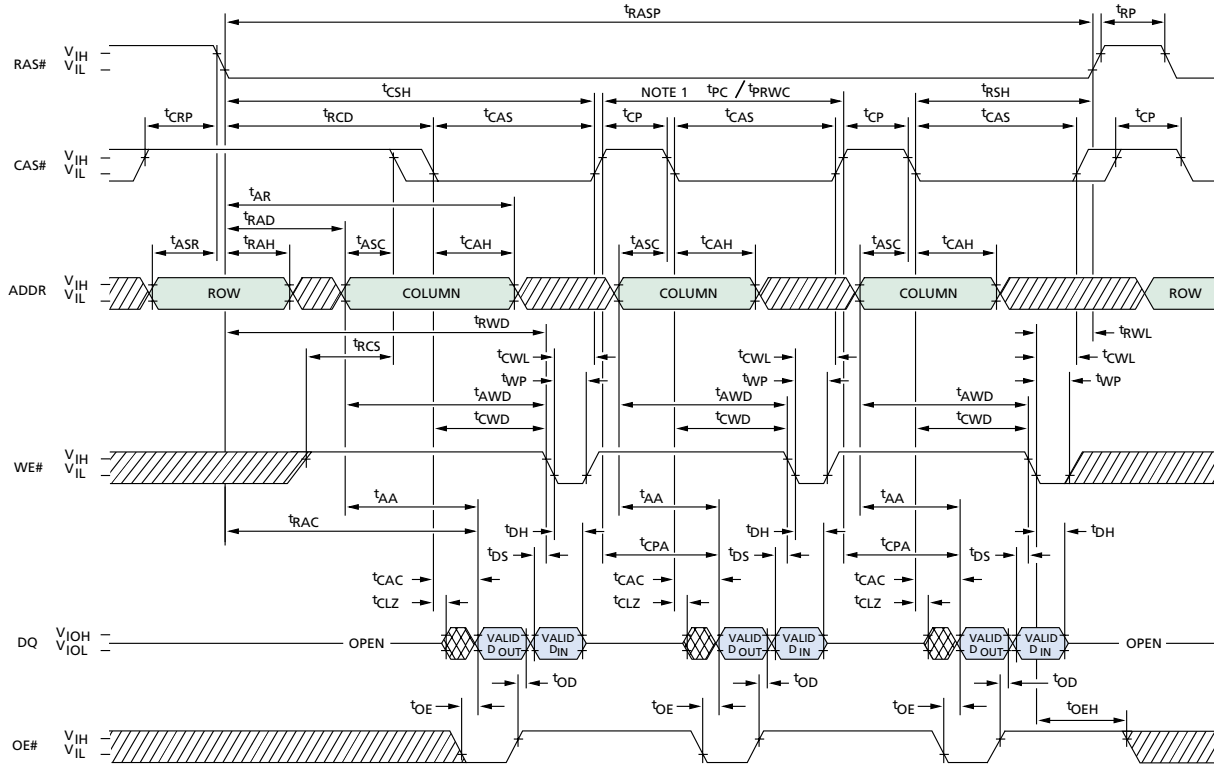 tRASP tRP
RAS# VIH
VIL
tCSH NOTE 1 tPC / tPRWC tRSH
tCRP tRCD tCAS tCP tCAS tCP tCAS tCP
CAS# VIH
VIL
tAR
tRAD
tASR tRAH tASC tCAH tASC tCAH tASC tCAH
ADDR VIH
VIL
ROW COLUMN COLUMN COLUMN ROW
tRWD tRWL
tRCS tCWL tCWL tCWL
tWP tWP tWP
tAWD tAWD tAWD
tCWD tCWD tCWD
WE# VIH
VIL
tAA tAA tAA
tRAC tDH tDH tDH
tDS tCPA tDS tCPA tDS
tCAC tCAC tCAC
tCLZ tCLZ tCLZ
DQ VIOH
VIOL
OPEN VALID DOUT VALID DIN VALID DOUT VALID DIN VALID DOUT VALID DIN OPEN
tOD tOD tOD
tOE tOE tOE tOEH
OE# VIH
VIL